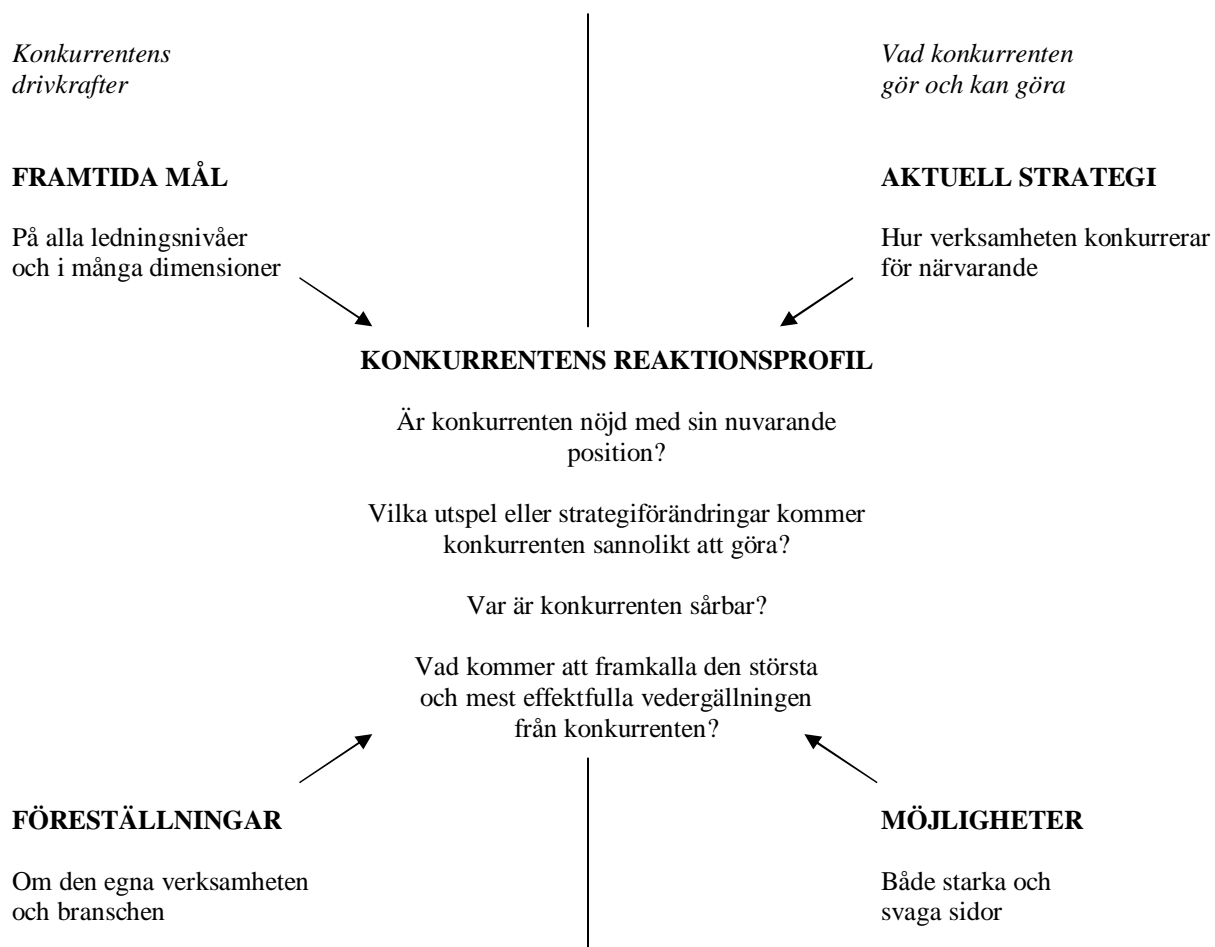 Konkurrentens
drivkrafter
Vad konkurrenten
gör och kan göra
FRAMTIDA MÅL
På alla ledningsnivåer
och i många dimensioner
AKTUELL STRATEGI
Hur verksamheten konkurrerar
för närvarande
KONKURRENTENS REAKTIONSPROFIL
Är konkurrenten nöjd med sin nuvarande
position?
Vilka utspel eller strategiförändringar kommer
konkurrenten sannolikt att göra?
Var är konkurrenten sårbar?
Vad kommer att framkalla den största
och mest effektfulla vedergällningen
från konkurrenten?
FÖRESTÄLLNINGAR
Om den egna verksamheten
och branschen
MÖJLIGHETER
Både starka och
svaga sidor